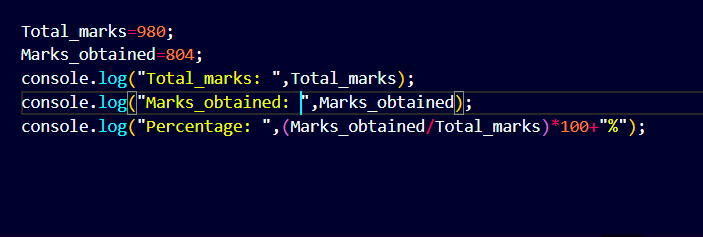 Total_marks=980;
Marks_obtained=804;
console.log("Total_marks: ",Total_marks);
console.log("Marks_obtained: ",Marks_obtained);
console.log("Percentage: ",(Marks_obtained/Total_marks)*100+"%");